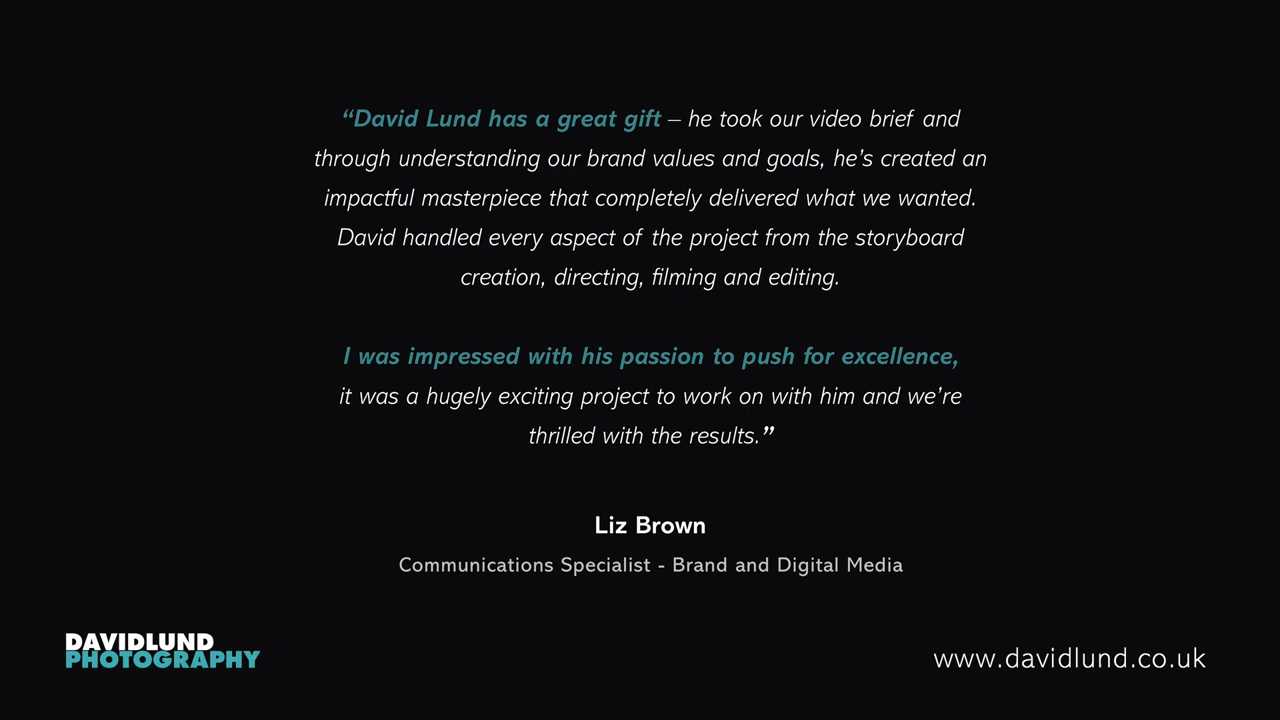 “David Lund has a great gift – he took our video brief and
through understanding our brand values and goals, he’s created an
impactful masterpiece that completely delivered what we wanted.
David handled every aspect of the project from the storyboard
creation, directing, filming and editing.
I was impressed with his passion to push for excellence,
it was a hugely exciting project to work on with him and we’re
thrilled with the results.”
Liz Brown
Communications Specialist - Brand and Digital Media
DAVIDLUND
PHOTOGRAPHY
www.davidlund.co.uk